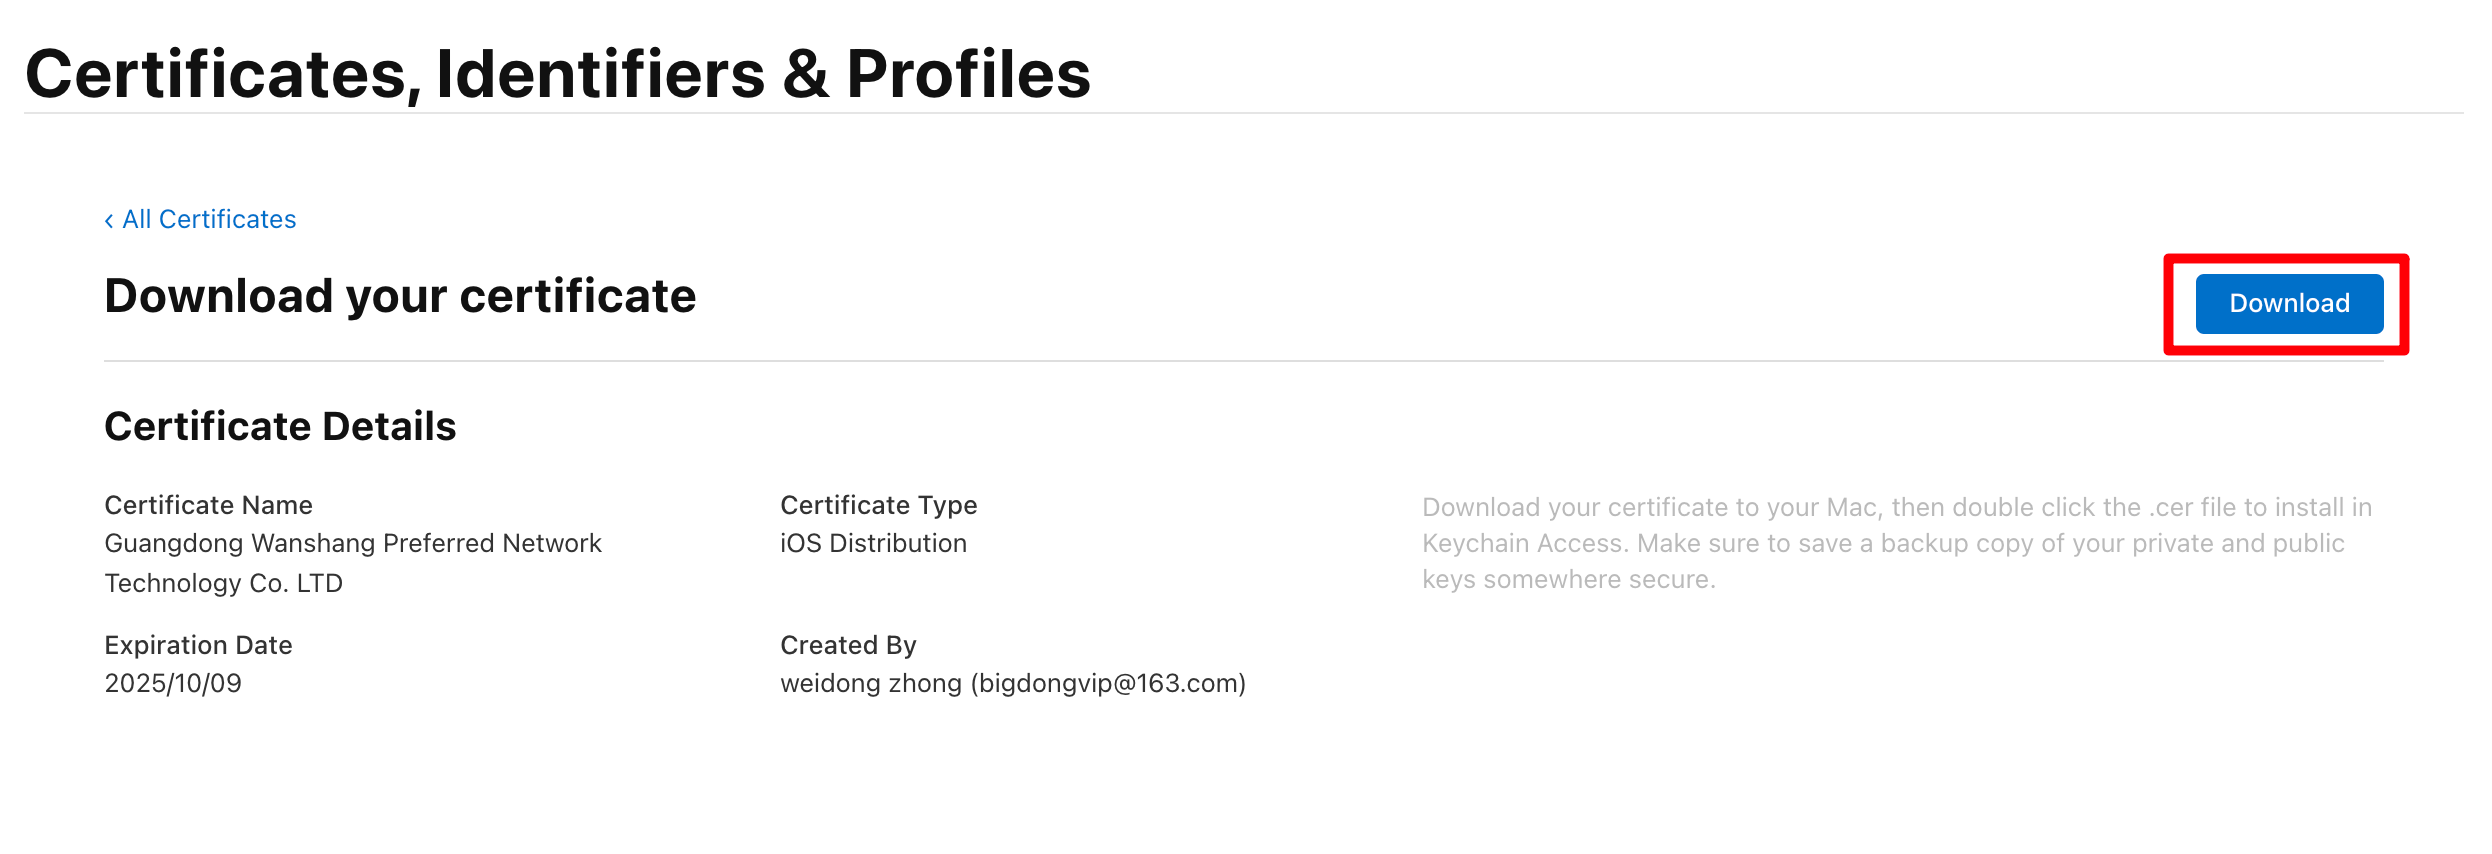 Certificates, Identifiers & Profiles
‹ All Certificates
Download your certificate
Download
Certificate Details
Certificate Name
Guangdong Wanshang Preferred Network
Technology Co. LTD
Certificate Type
iOS Distribution
Download your certificate to your Mac, then double click the .cer file to install in
Keychain Access. Make sure to save a backup copy of your private and public
keys somewhere secure.
Expiration Date
2025/10/09
Created By
weidong zhong (bigdongvip@163.com)